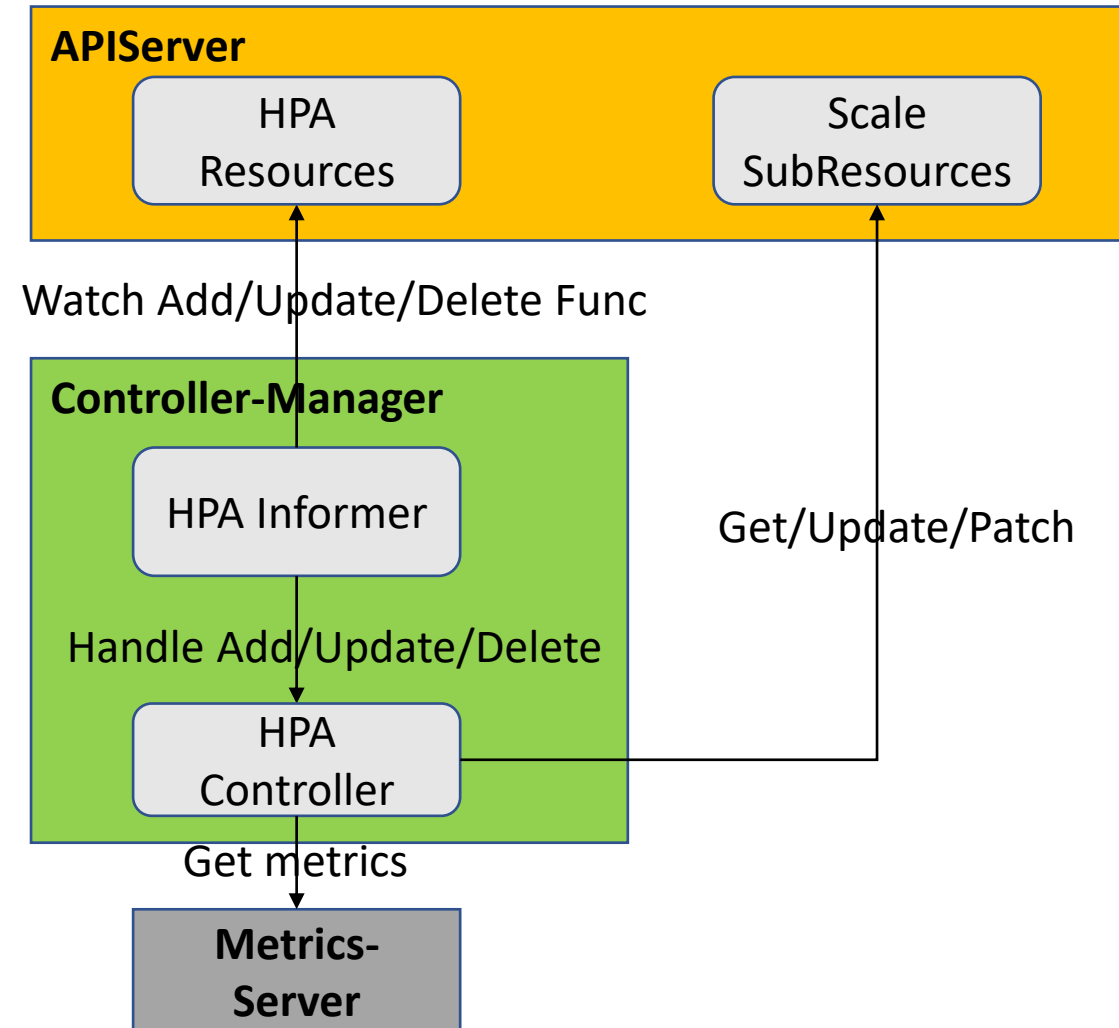 APIServer
HPA
Resources
Scale
SubResources
Watch Add/Update/Delete Func
Controller-Manager
HPA Informer
Get/Update/Patch
Handle Add/Update/Delete
HPA
Controller
Get metrics
Metrics-
Server